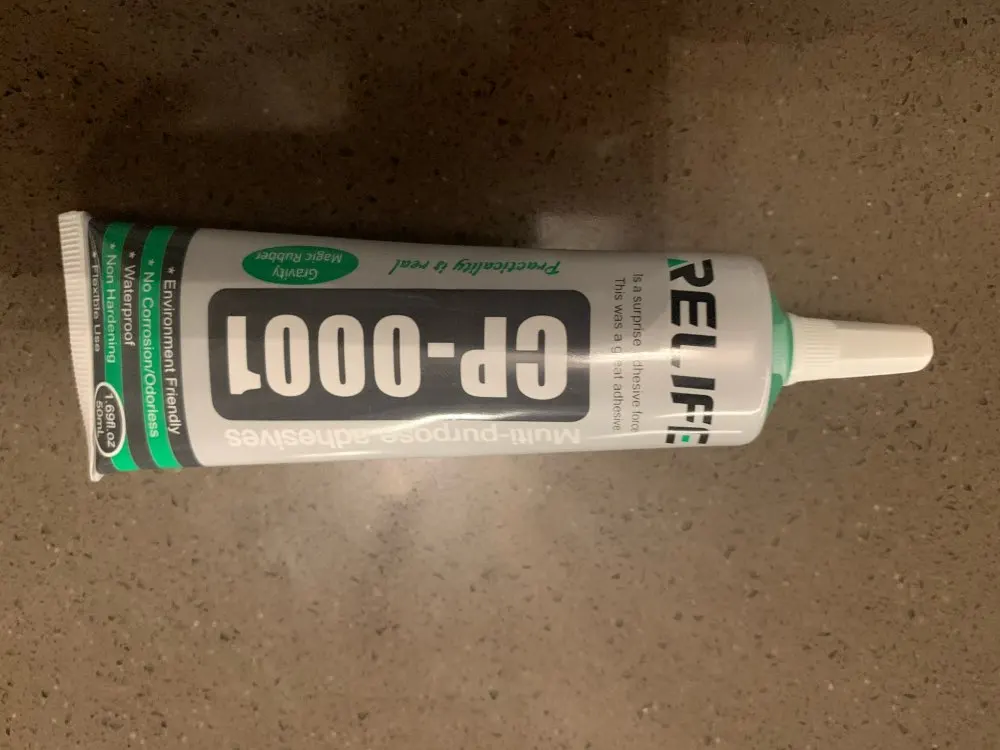 RELIFE
This was a great adhesive
Is a surprise adhesive force
Multi-purpose adhesives
CP-0001
Practicality is real
Gravity
Magic Rubber
* Environment Friendly
* No Corrosion/Odorless
* Waterproof
* Non Hardening
* Flexible Use
1.69fl.oz
50mL